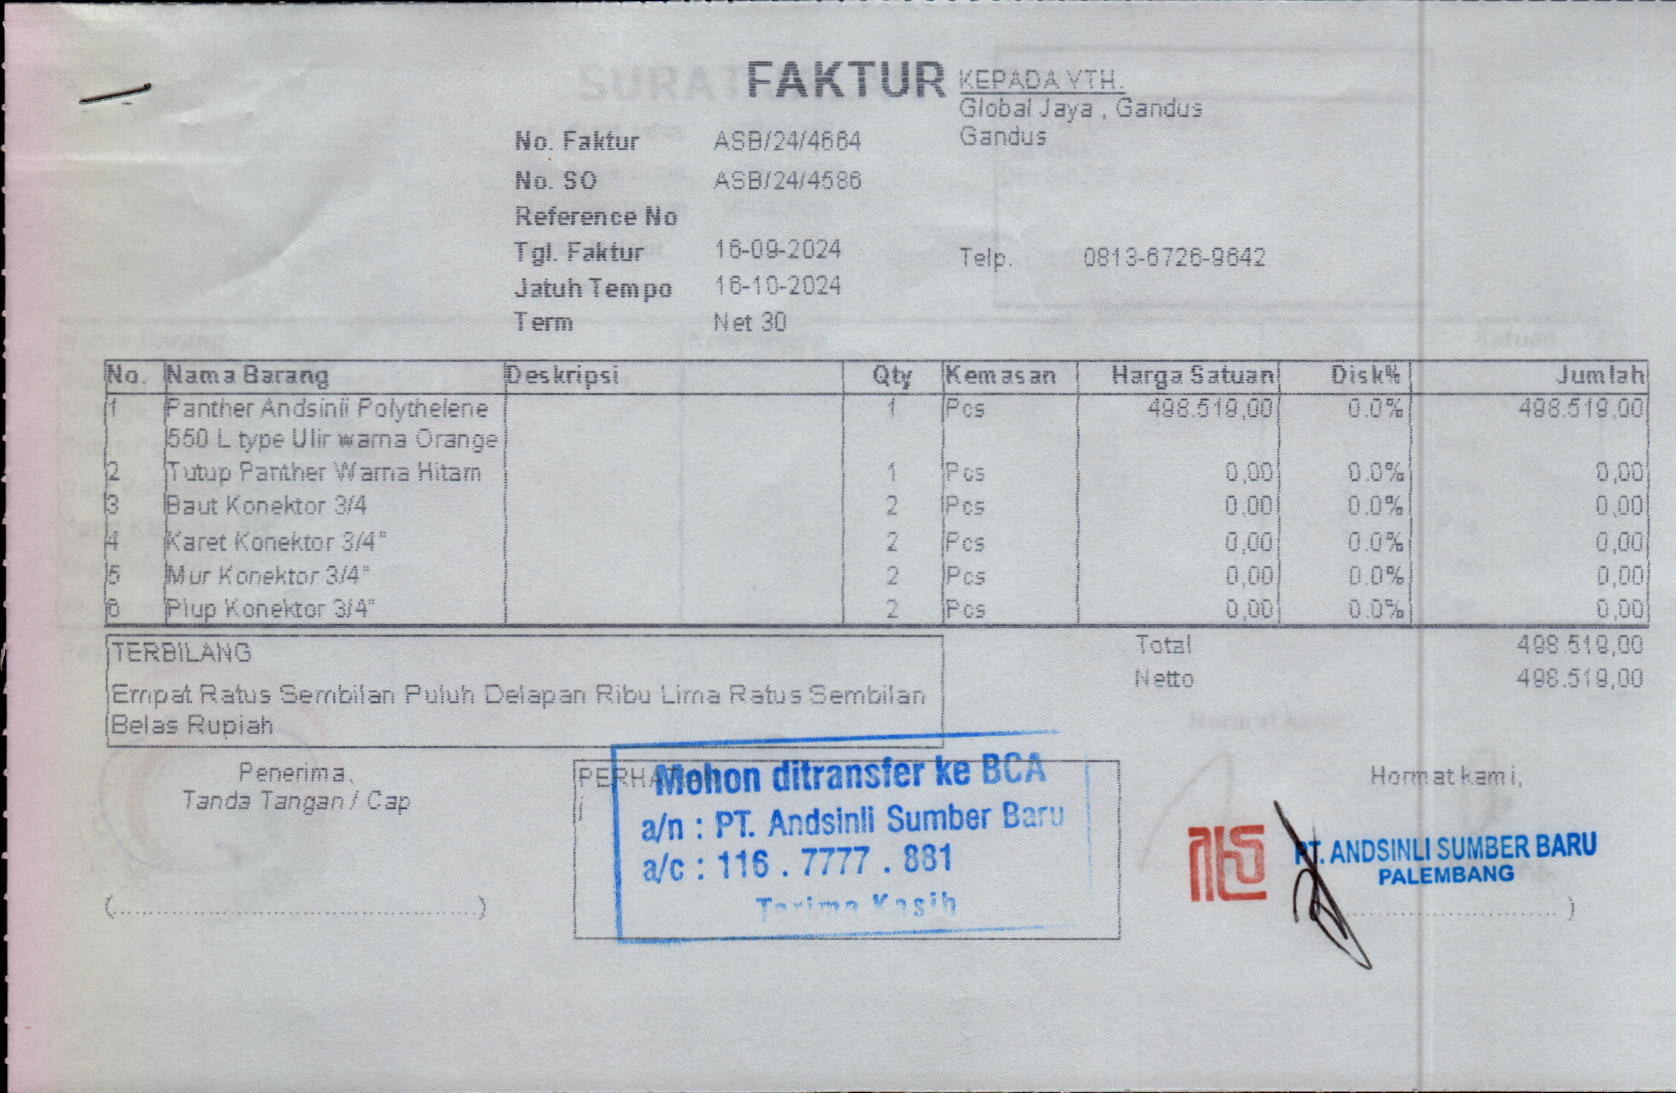 FAKTUR
KEPADA YTH.
Global Jaya , Gandus
Gandus
No. Faktur ASB/24/4664
No. SO ASB/24/4586
Reference No
Tgl. Faktur 16-09-2024
Telp. 0813-6726-9642
Jatuh Tempo 16-10-2024
Term Net 30
No. Nama Barang Deskripsi Qty Kemasan Harga Satuan Disk% Jumlah
1 Panther Andsinli Polythelene 1 Pcs 498.519,00 0.0% 498.519,00
550 L type Ulir warna Orange
2 Tutup Panther Warna Hitam 1 Pcs 0,00 0.0% 0,00
3 Baut Konektor 3/4 2 Pcs 0,00 0.0% 0,00
4 Karet Konektor 3/4" 2 Pcs 0,00 0.0% 0,00
5 Mur Konektor 3/4" 2 Pcs 0,00 0.0% 0,00
6 Plup Konektor 3/4" 2 Pcs 0,00 0.0% 0,00
TERBILANG
Empat Ratus Sembilan Puluh Delapan Ribu Lima Ratus Sembilan
Belas Rupiah
Total 498.519,00
Netto 498.519,00
Penerima,
Tanda Tangan / Cap
Mohon ditransfer ke BCA
a/n : PT. Andsinli Sumber Baru
a/c : 116 . 7777 . 881
Terima Kasih
Hormat kami,
PT. ANDSINLI SUMBER BARU
PALEMBANG